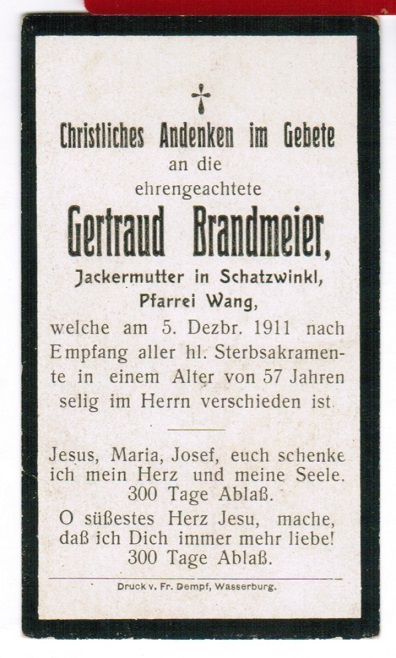 Christliches Andenken im Gebete
an die
ehrengeachtete
Gertraud Brandmeier,
Jackermutter in Schatzwinkl,
Pfarrei Wang,
welche am 5. Dezbr. 1911 nach
Empfang aller hl. Sterbsakramen-
te in einem Alter von 57 Jahren
selig im Herrn verschieden ist
Jesus, Maria, Josef, euch schenke
ich mein Herz und meine Seele.
300 Tage Ablaß.
O süßestes Herz Jesu, mache,
daß ich Dich immer mehr liebe!
300 Tage Ablaß.
Druck v. Fr. Dempf, Wasserburg.